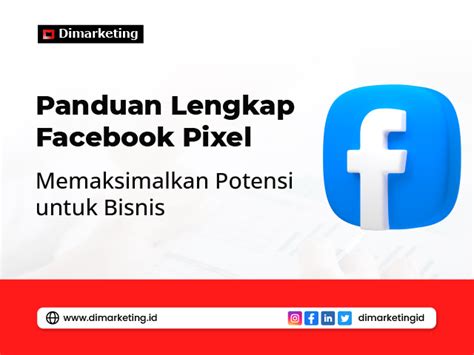 Dimarketing
Panduan Lengkap
Facebook Pixel
Memaksimalkan Potensi
untuk Bisnis
www.dimarketing.id
dimarketingid